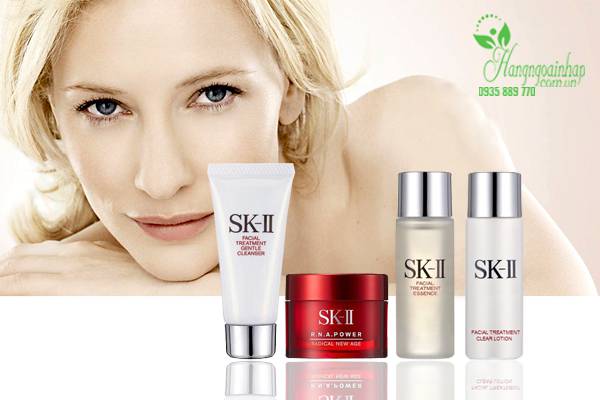 Hangngoainhap
.com.vn
0935 889 770
SK-II
FACIAL
TREATMENT
GENTLE
CLEANSER
SK-II
R.N.A.POWER
RADICAL NEW AGE
SK-II
FACIAL
TREATMENT
ESSENCE
SK-II
FACIAL TREATMENT
CLEAR LOTION